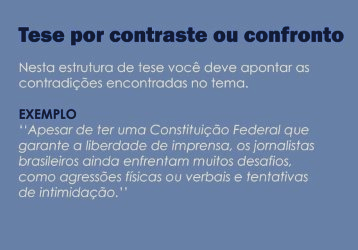 Tese por contraste ou confronto
Nesta estrutura de tese você deve apontar as
contradições encontradas no tema.
EXEMPLO
‘‘Apesar de ter uma Constituição Federal que
garante a liberdade de imprensa, os jornalistas
brasileiros ainda enfrentam muitos desafios,
como agressões físicas ou verbais e tentativas
de intimidação.’’